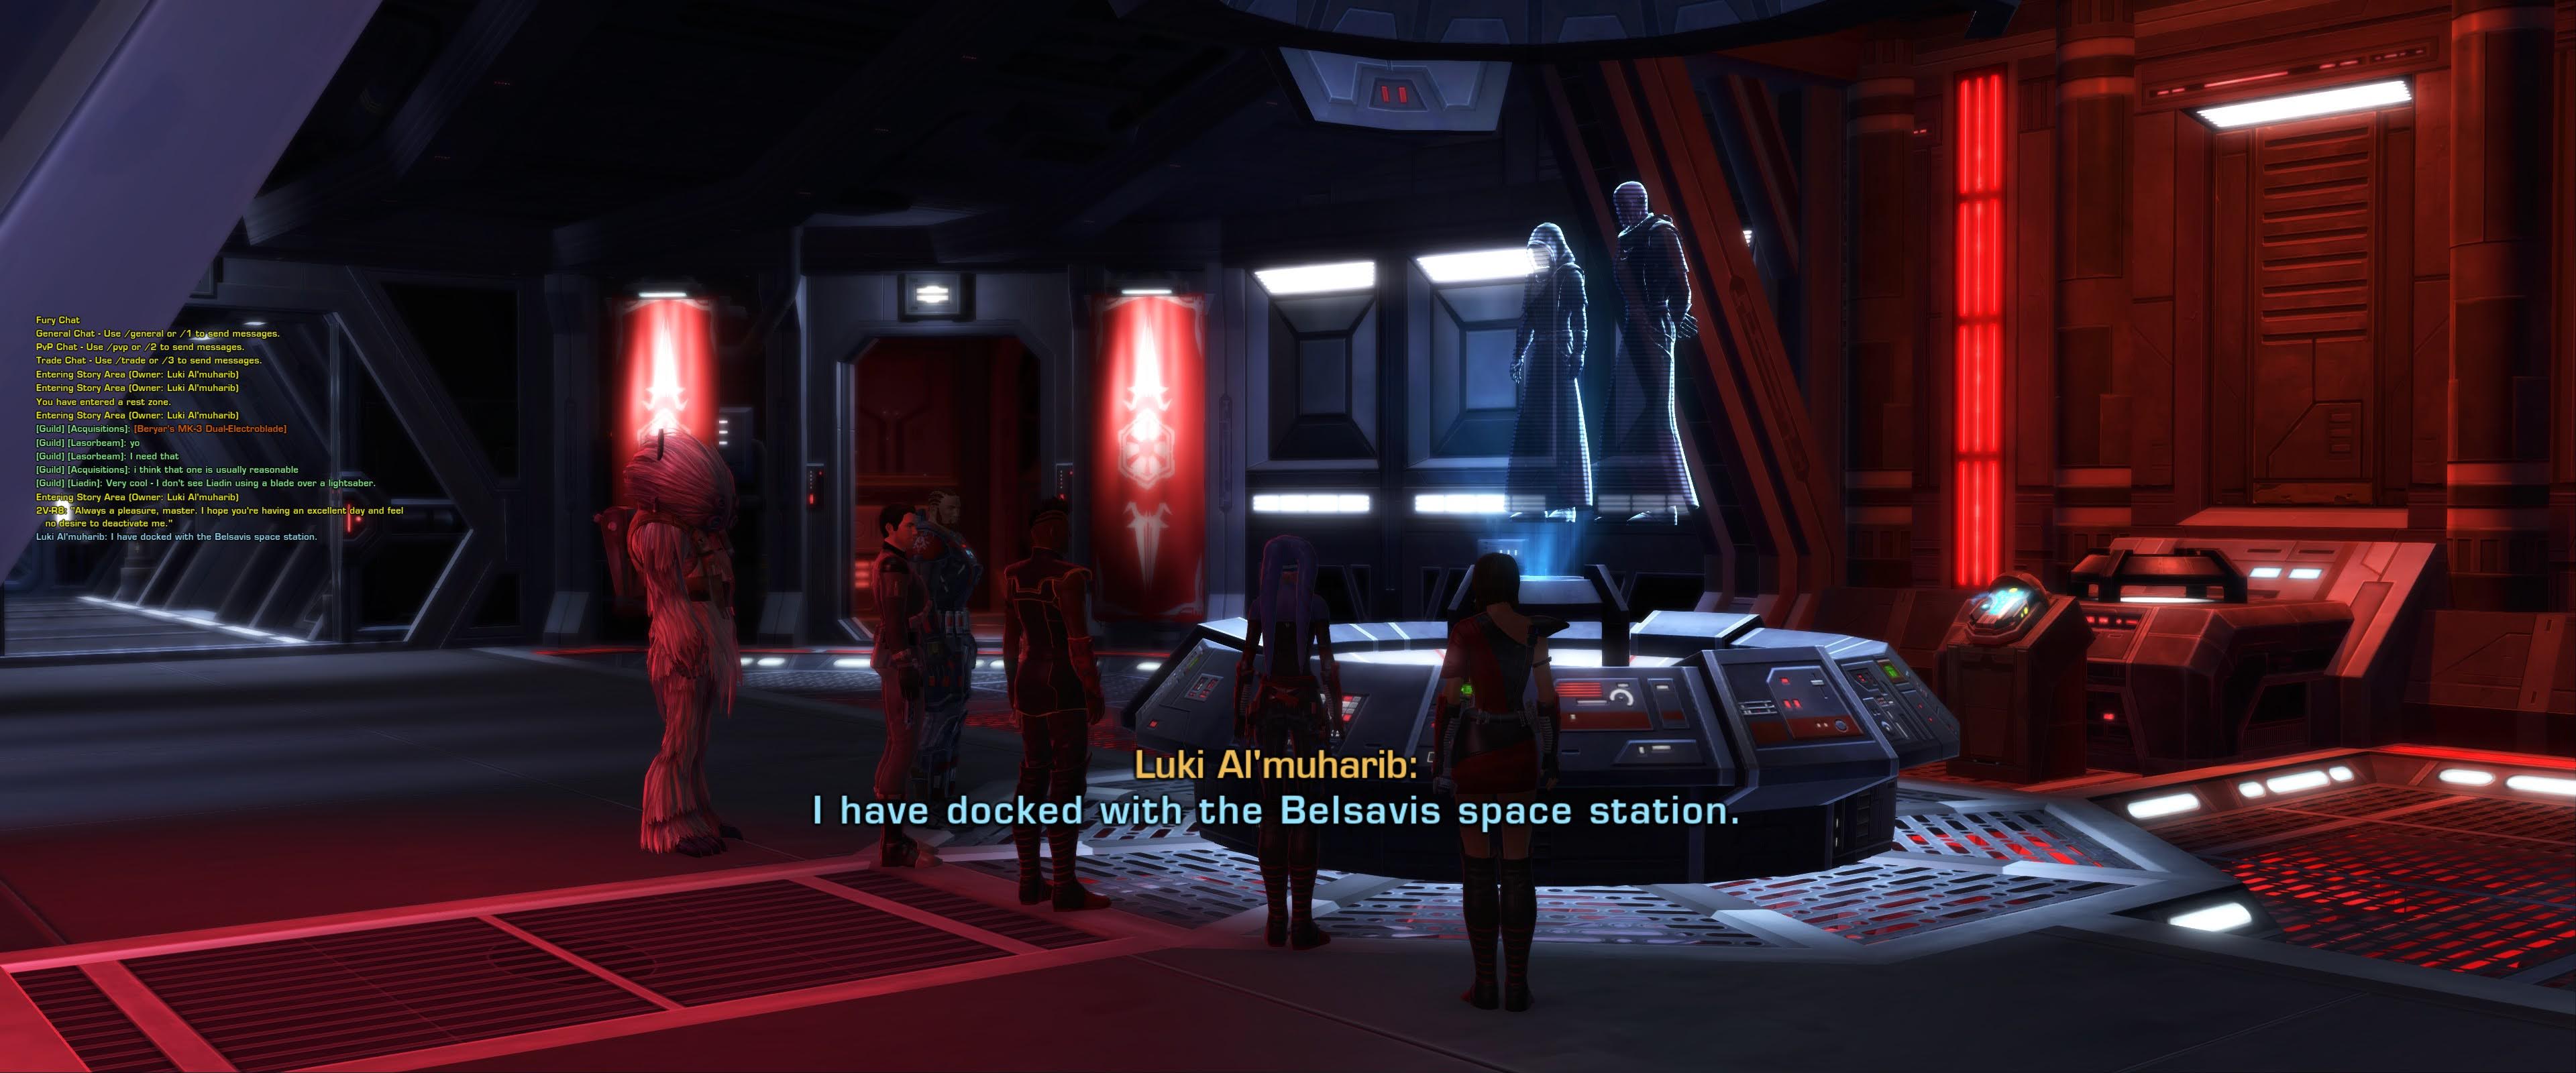 Fury Chat
General Chat - Use /general or /1 to send messages.
PvP Chat - Use /pvp or /2 to send messages.
Trade Chat - Use /trade or /3 to send messages.
Entering Story Area (Owner: Luki Al'muharib)
Entering Story Area (Owner: Luki Al'muharib)
You have entered a rest zone.
Entering Story Area (Owner: Luki Al'muharib)
[Guild] [Acquisitions]: [Beryar's MK-3 Dual-Electroblade]
[Guild] [Lasorbeam]: yo
[Guild] [Lasorbeam]: I need that
[Guild] [Acquisitions]: i think that one is usually reasonable
[Guild] [Liadin]: Very cool - I don't see Liadin using a blade over a lightsaber.
Entering Story Area (Owner: Luki Al'muharib)
2V-R8: "Always a pleasure, master. I hope you're having an excellent day and feel
no desire to deactivate me."
Luki Al'muharib: I have docked with the Belsavis space station.
Luki Al'muharib:
I have docked with the Belsavis space station.